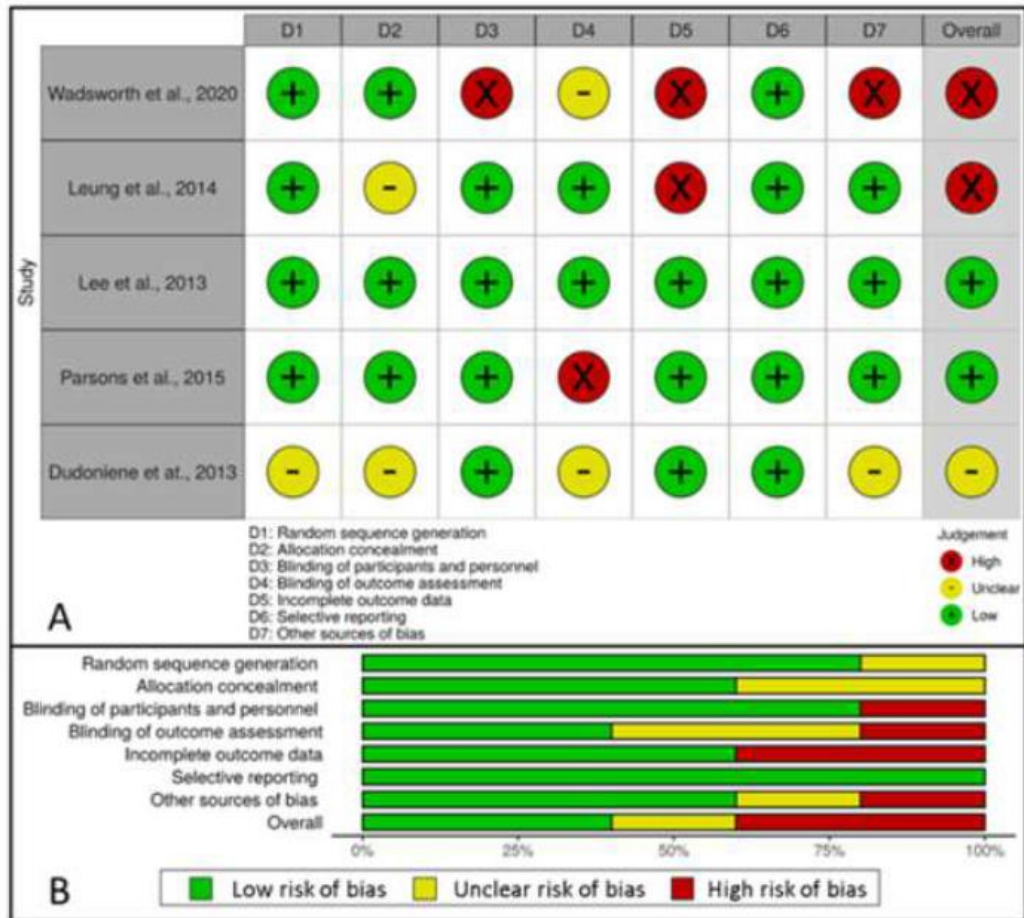 D1 D2 D3 D4 D5 D6 D7 Overall
Study
Wadsworth et al., 2020 + + X - X + X X
Leung et al., 2014 + - + + X + + X
Lee et al., 2013 + + + + + + + +
Parsons et al., 2015 + + + X + + + +
Dudoniene et at., 2013 - - + - + + - -
D1: Random sequence generation
D2: Allocation concealment
D3: Blinding of participants and personnel
D4: Blinding of outcome assessment
D5: Incomplete outcome data
D6: Selective reporting
D7: Other sources of bias
Judgement
X High
- Unclear
+ Low
A
Random sequence generation
Allocation concealment
Blinding of participants and personnel
Blinding of outcome assessment
Incomplete outcome data
Selective reporting
Other sources of bias
Overall
0% 25% 50% 75% 100%
B
Low risk of bias Unclear risk of bias High risk of bias